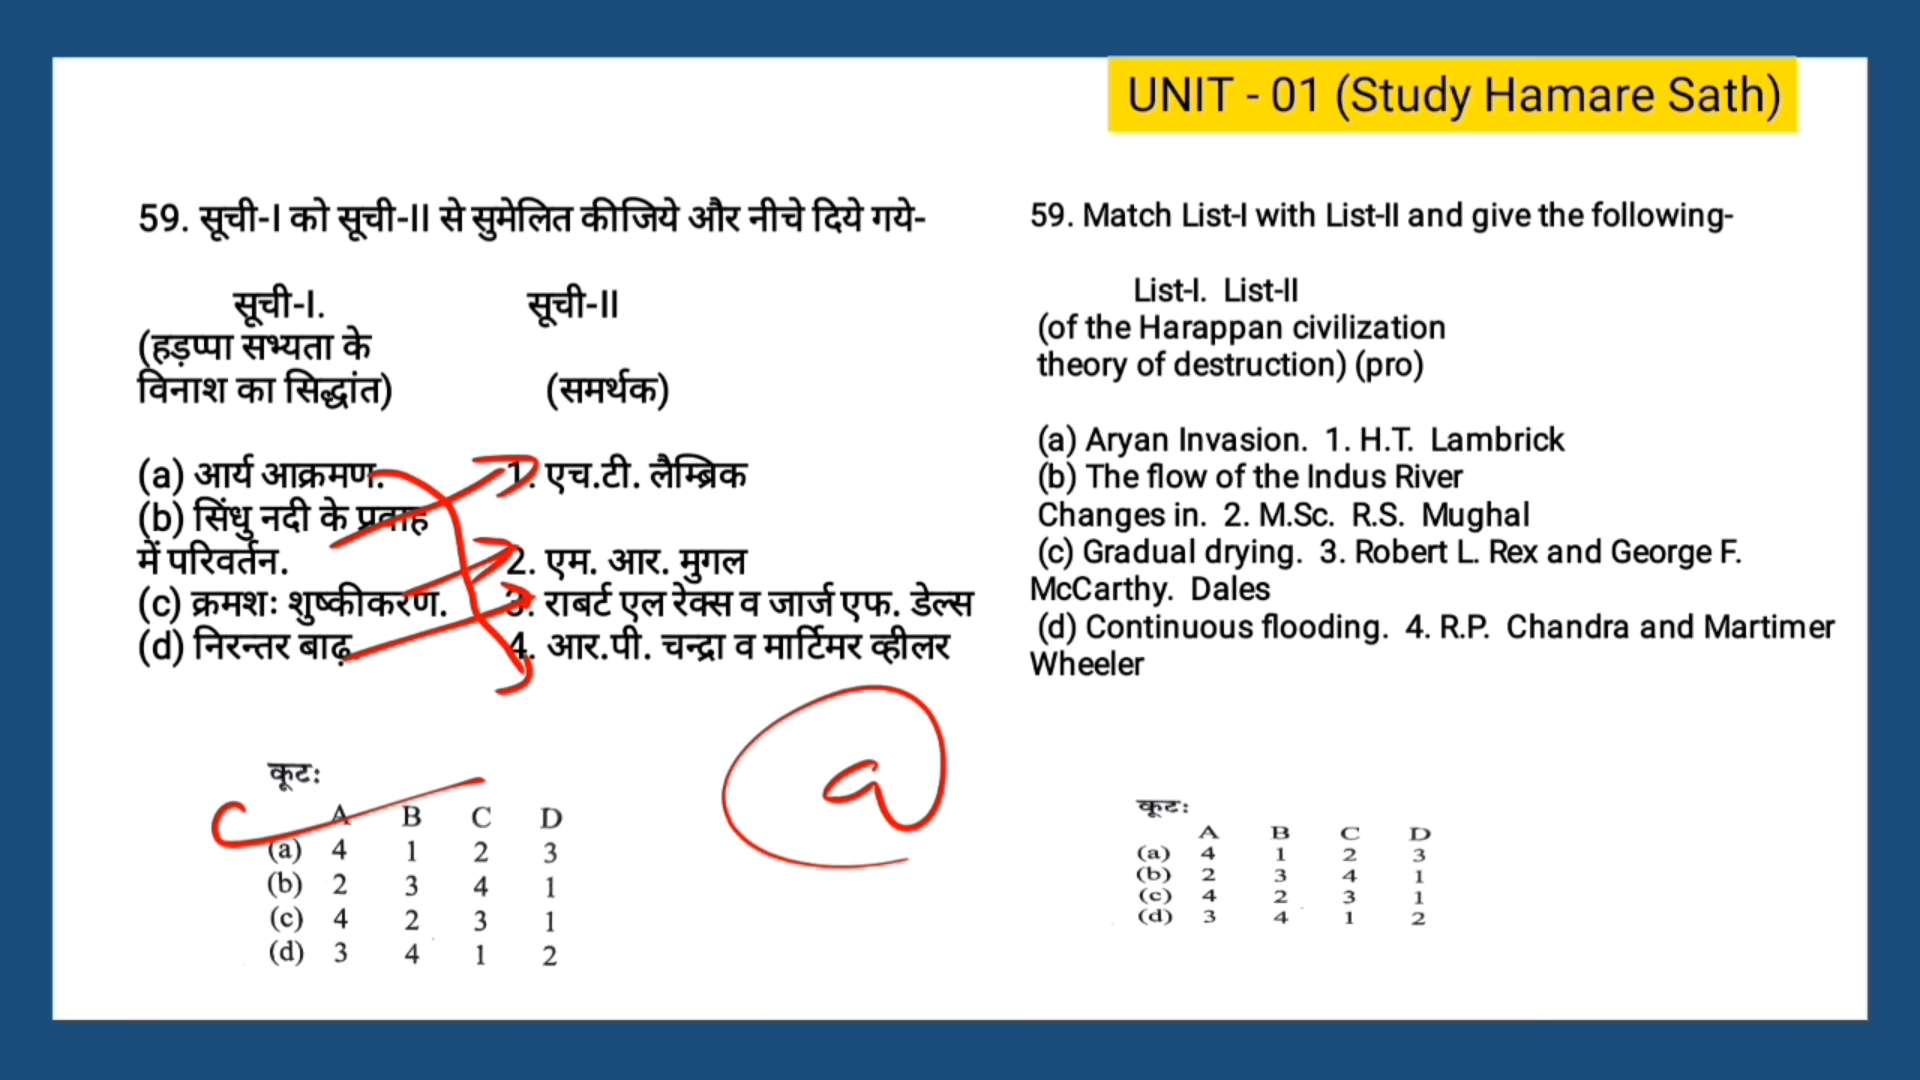 UNIT - 01 (Study Hamare Sath)
59. सूची-I को सूची-II से सुमेलित कीजिये और नीचे दिये गये-
सूची-I. सूची-II
(हड़प्पा सभ्यता के
विनाश का सिद्धांत) (समर्थक)
(a) आर्य आक्रमण. 1. एच.टी. लैम्ब्रिक
(b) सिंधु नदी के प्रवाह
में परिवर्तन. 2. एम. आर. मुगल
(c) क्रमशः शुष्कीकरण. 3. राबर्ट एल रेक्स व जार्ज एफ. डेल्स
(d) निरन्तर बाढ़ 4. आर.पी. चन्द्रा व मार्टिमर व्हीलर
a
कूटः
A B C D
(a) 4 1 2 3
(b) 2 3 4 1
(c) 4 2 3 1
(d) 3 4 1 2
59. Match List-I with List-II and give the following-
List-I. List-II
(of the Harappan civilization
theory of destruction) (pro)
(a) Aryan Invasion. 1. H.T. Lambrick
(b) The flow of the Indus River
Changes in. 2. M.Sc. R.S. Mughal
(c) Gradual drying. 3. Robert L. Rex and George F.
McCarthy. Dales
(d) Continuous flooding. 4. R.P. Chandra and Martimer
Wheeler
कूटः
A B C D
(a) 4 1 2 3
(b) 2 3 4 1
(c) 4 2 3 1
(d) 3 4 1 2